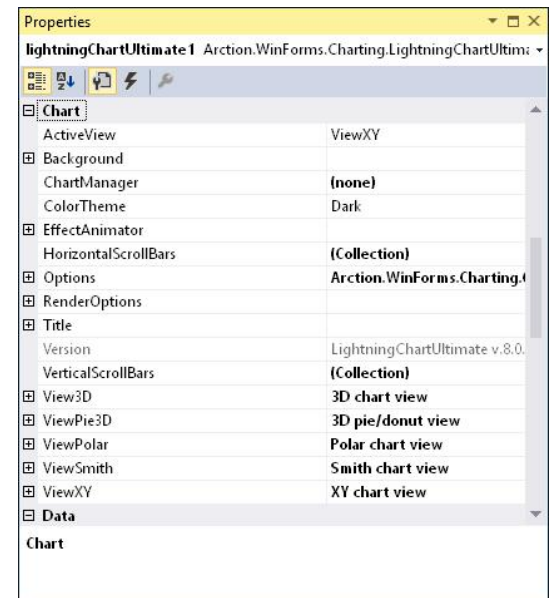 Properties
lightningChartUltimate1 Arction.WinForms.Charting.LightningChartUltima
Chart
ActiveView ViewXY
Background
ChartManager (none)
ColorTheme Dark
EffectAnimator
HorizontalScrollBars (Collection)
Options Arction.WinForms.Charting.
RenderOptions
Title
Version LightningChartUltimate v.8.0.
VerticalScrollBars (Collection)
View3D 3D chart view
ViewPie3D 3D pie/donut view
ViewPolar Polar chart view
ViewSmith Smith chart view
ViewXY XY chart view
Data
Chart